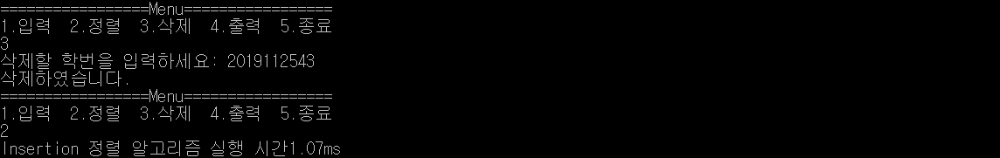 =================Menu=================
1.입력  2.정렬  3.삭제  4.출력  5.종료
3
삭제할 학번을 입력하세요: 2019112543
삭제하였습니다.
=================Menu=================
1.입력  2.정렬  3.삭제  4.출력  5.종료
2
Insertion 정렬 알고리즘 실행 시간1.07ms